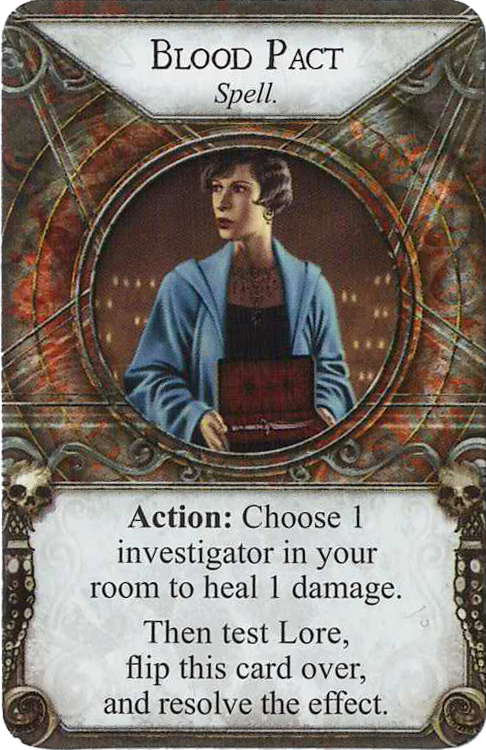 Blood Pact
Spell.
Action: Choose 1
investigator in your
room to heal 1 damage.
Then test Lore,
flip this card over,
and resolve the effect.